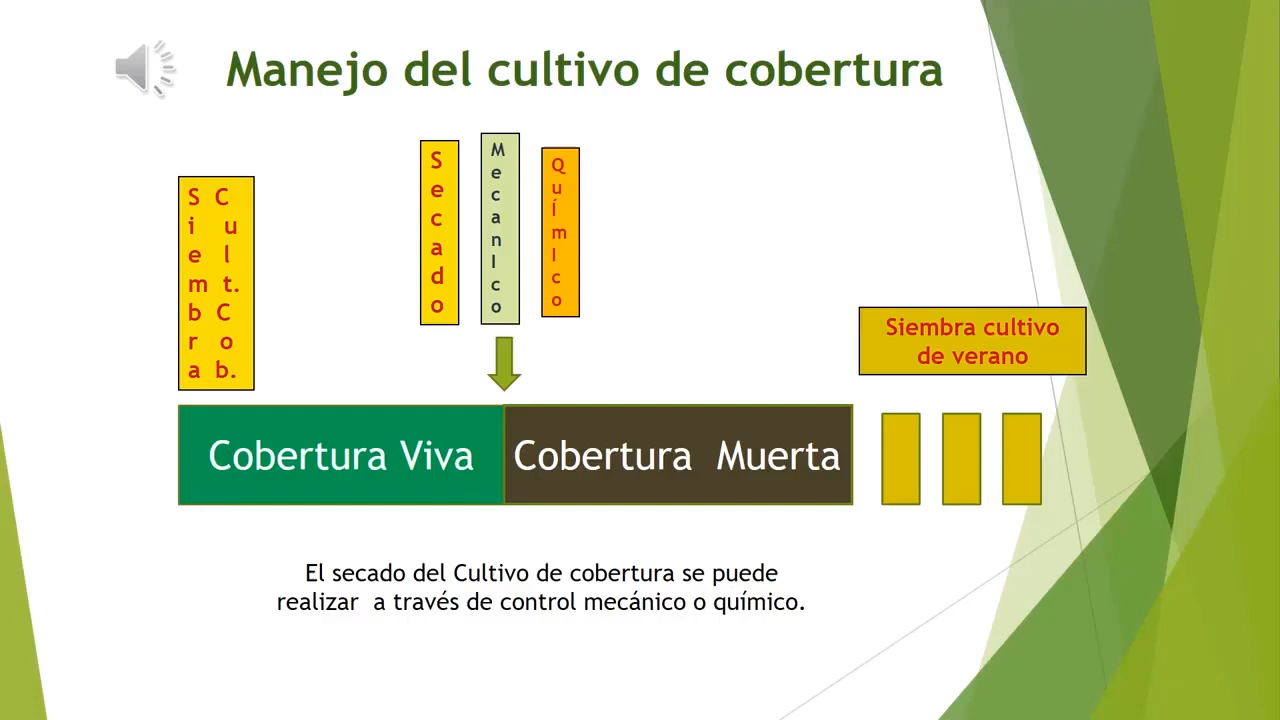 Manejo del cultivo de cobertura
Siembra
Cult. Cob.
Secado
MecanIco
QuÍmIco
Siembra cultivo
de verano
Cobertura Viva
Cobertura Muerta
El secado del Cultivo de cobertura se puede
realizar a través de control mecánico o químico.